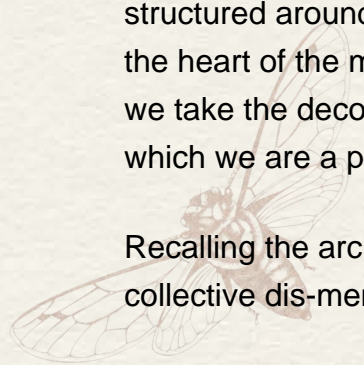 structured around
the heart of the m
we take the deco
which we are a p
Recalling the arc
collective dis-mer